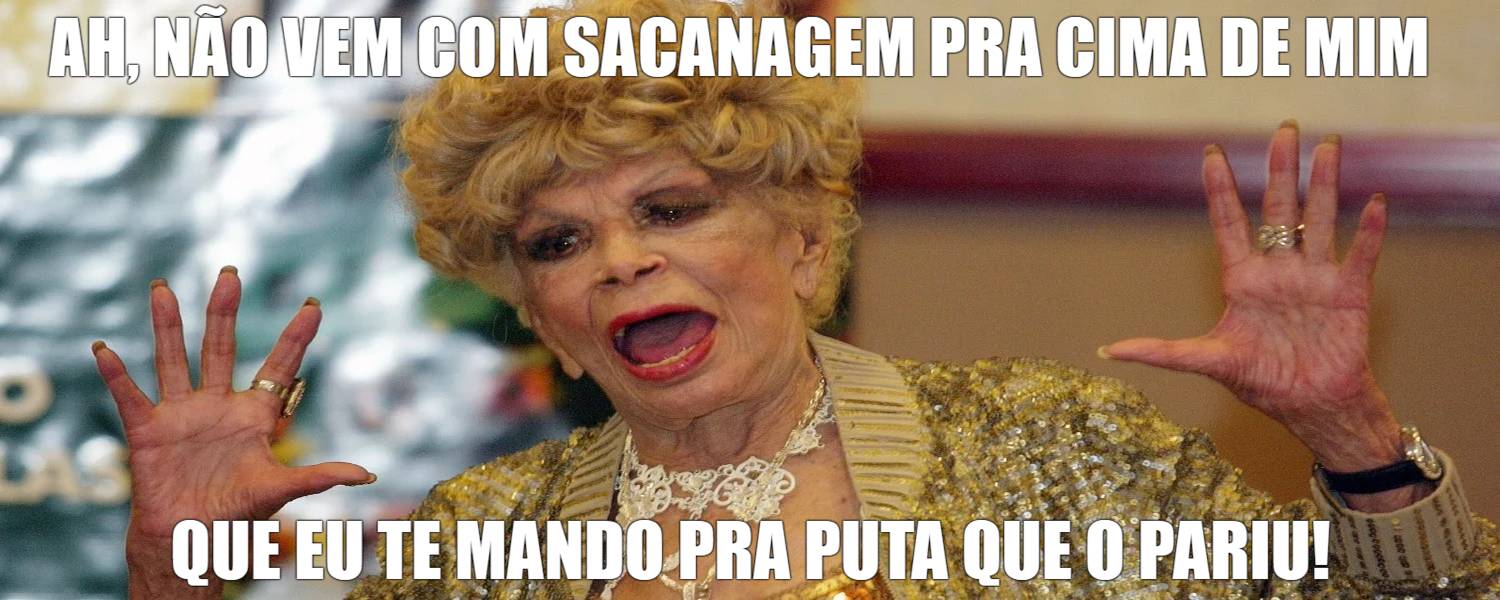 AH, NÃO VEM COM SACANAGEM PRA CIMA DE MIM
QUE EU TE MANDO PRA PUTA QUE O PARIU!